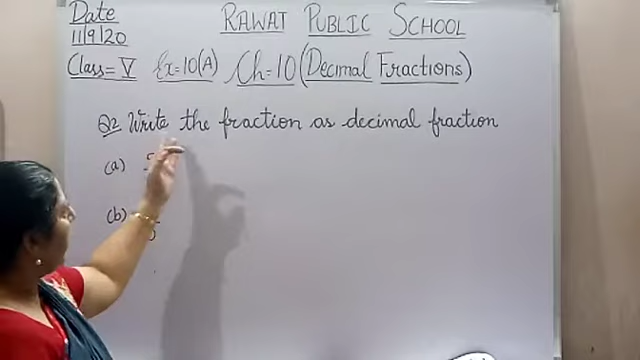 Date
11/9/20
RAWAT PUBLIC SCHOOL
Class=V Ex=10(A) Ch=10 (Decimal Fractions)
Q2 Write the fraction as decimal fraction
(a)
(b)